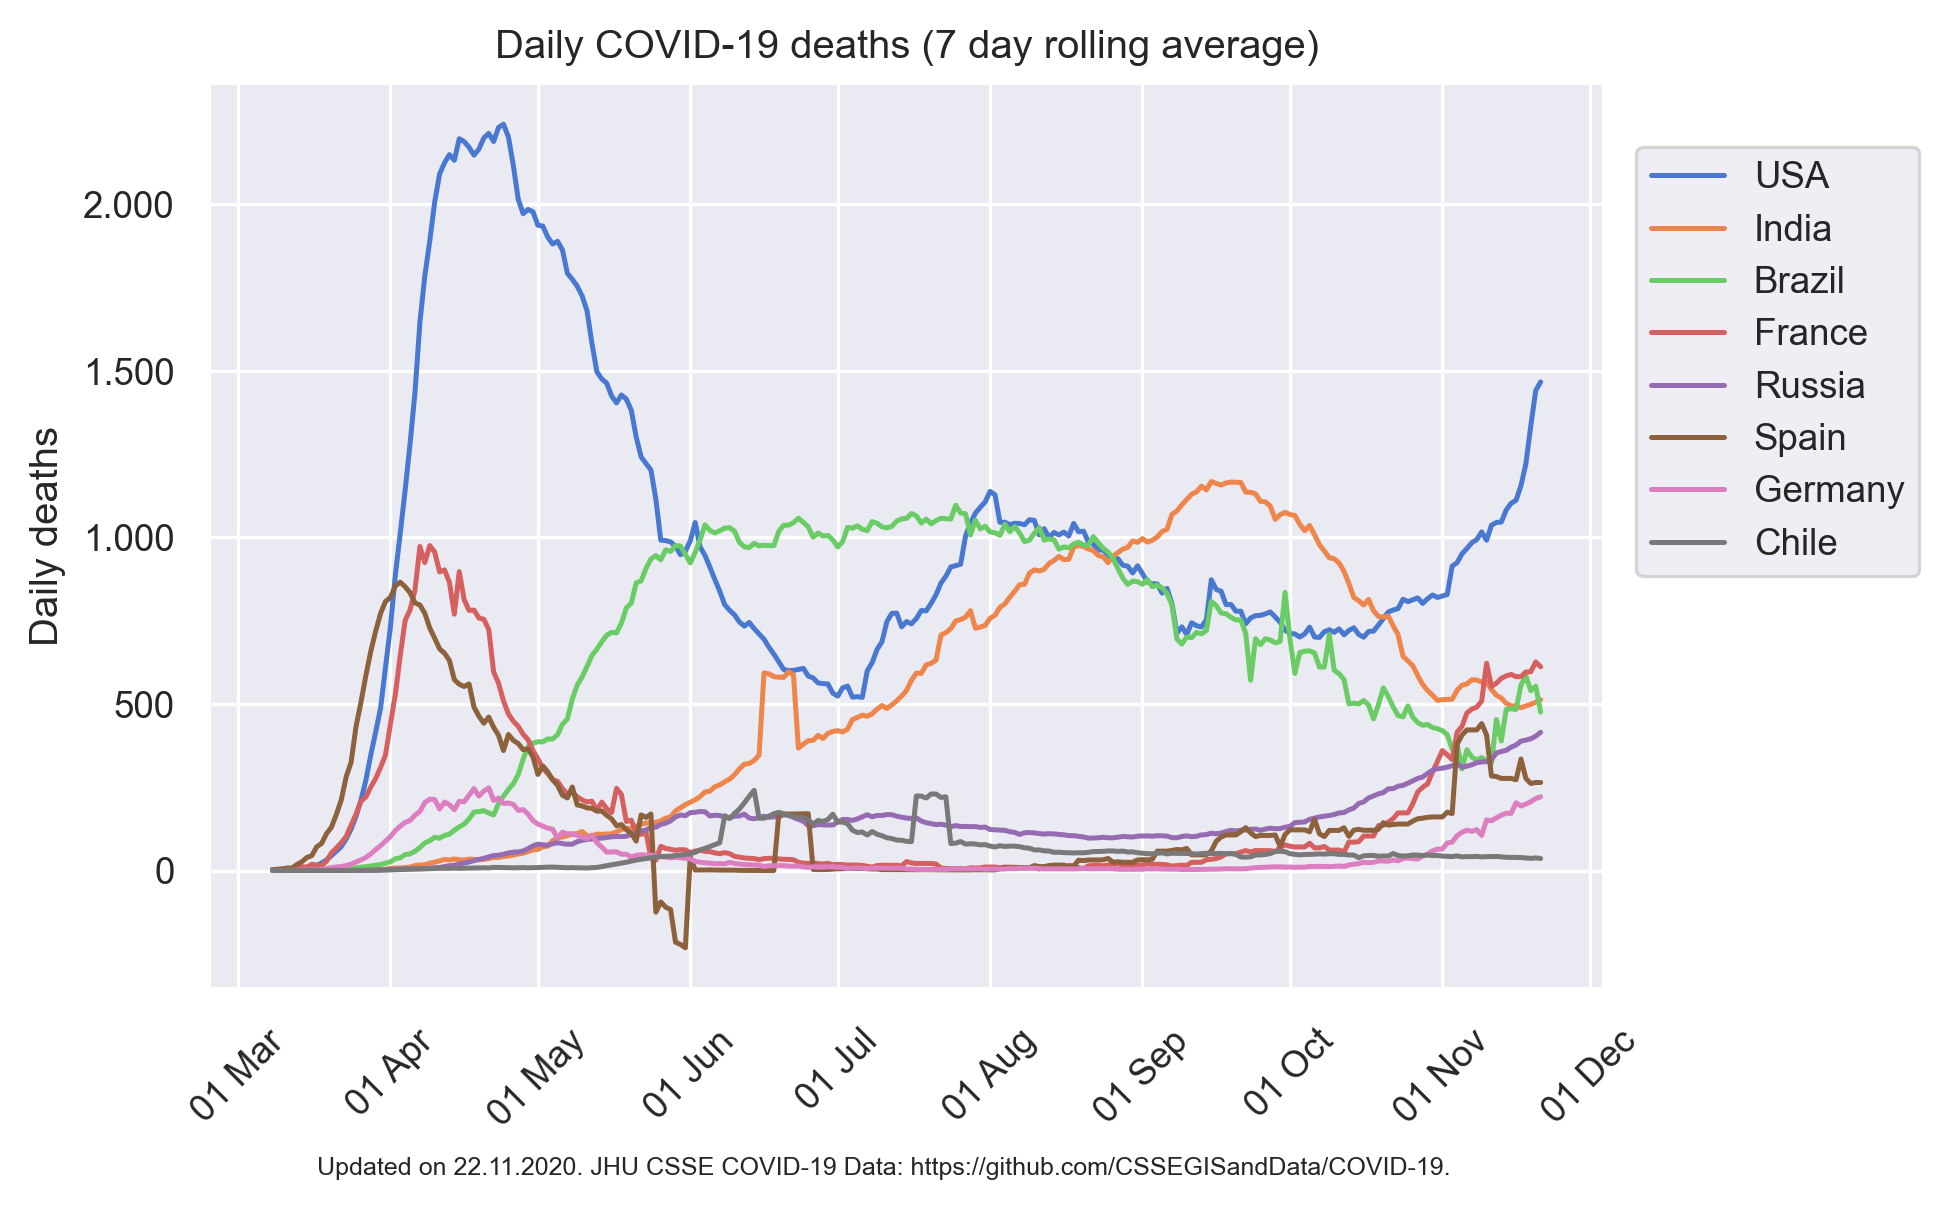 Daily COVID-19 deaths (7 day rolling average)
Daily deaths
2.000
1.500
1.000
500
0
01 Mar
01 Apr
01 May
01 Jun
01 Jul
01 Aug
01 Sep
01 Oct
01 Nov
01 Dec
USA
India
Brazil
France
Russia
Spain
Germany
Chile
Updated on 22.11.2020. JHU CSSE COVID-19 Data: https://github.com/CSSEGISandData/COVID-19.